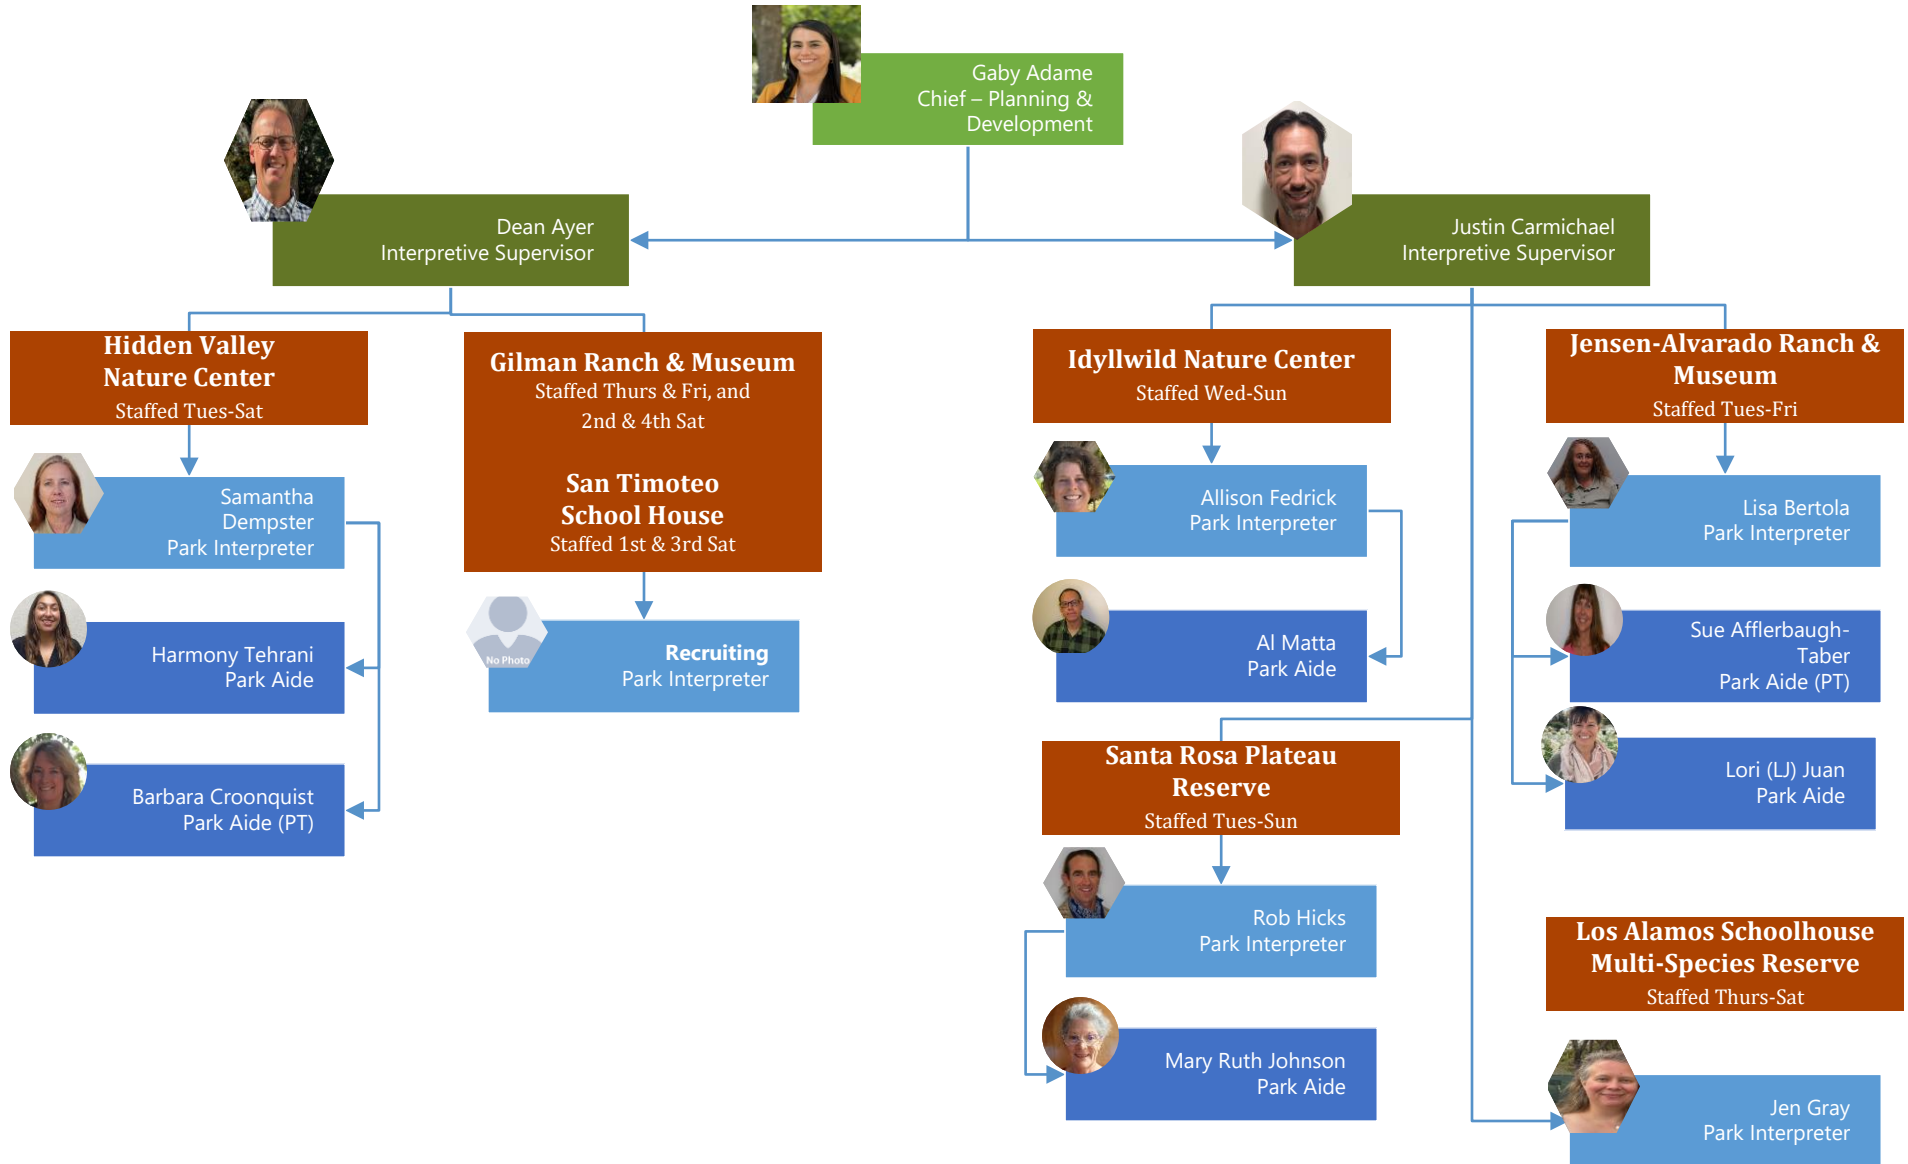 Gaby Adame
Chief – Planning &
Development
Dean Ayer
Interpretive Supervisor
Justin Carmichael
Interpretive Supervisor
Hidden Valley
Nature Center
Staffed Tues-Sat
Samantha
Dempster
Park Interpreter
Harmony Tehrani
Park Aide
Barbara Croonquist
Park Aide (PT)
Gilman Ranch & Museum
Staffed Thurs & Fri, and
2nd & 4th Sat
San Timoteo
School House
Staffed 1st & 3rd Sat
No Photo
Recruiting
Park Interpreter
Idyllwild Nature Center
Staffed Wed-Sun
Allison Fedrick
Park Interpreter
Al Matta
Park Aide
Santa Rosa Plateau
Reserve
Staffed Tues-Sun
Rob Hicks
Park Interpreter
Mary Ruth Johnson
Park Aide
Jensen-Alvarado Ranch &
Museum
Staffed Tues-Fri
Lisa Bertola
Park Interpreter
Sue Afflerbaugh-
Taber
Park Aide (PT)
Lori (LJ) Juan
Park Aide
Los Alamos Schoolhouse
Multi-Species Reserve
Staffed Thurs-Sat
Jen Gray
Park Interpreter